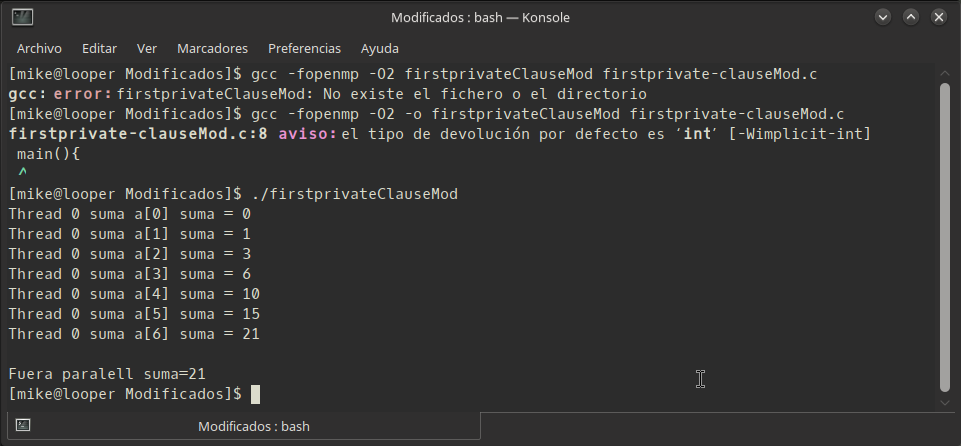 Modificados : bash — Konsole
Archivo Editar Ver Marcadores Preferencias Ayuda
[mike@looper Modificados]$ gcc -fopenmp -O2 firstprivateClauseMod firstprivate-clauseMod.c
gcc: error: firstprivateClauseMod: No existe el fichero o el directorio
[mike@looper Modificados]$ gcc -fopenmp -O2 -o firstprivateClauseMod firstprivate-clauseMod.c
firstprivate-clauseMod.c:8 aviso: el tipo de devolución por defecto es ‘int’ [-Wimplicit-int]
main(){
^
[mike@looper Modificados]$ ./firstprivateClauseMod
Thread 0 suma a[0] suma = 0
Thread 0 suma a[1] suma = 1
Thread 0 suma a[2] suma = 3
Thread 0 suma a[3] suma = 6
Thread 0 suma a[4] suma = 10
Thread 0 suma a[5] suma = 15
Thread 0 suma a[6] suma = 21
Fuera paralell suma=21
[mike@looper Modificados]$
Modificados : bash